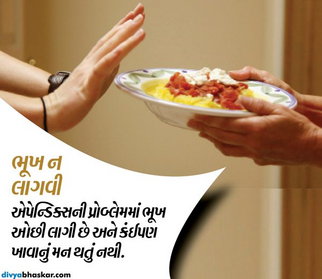 ભૂખ ન
લાગવી
એપેન્ડિક્સની પ્રોબ્લેમમાં ભૂખ
ઓછી લાગી છે અને કંઈપણ
ખાવાનું મન થતું નથી.
divyabhaskar.com